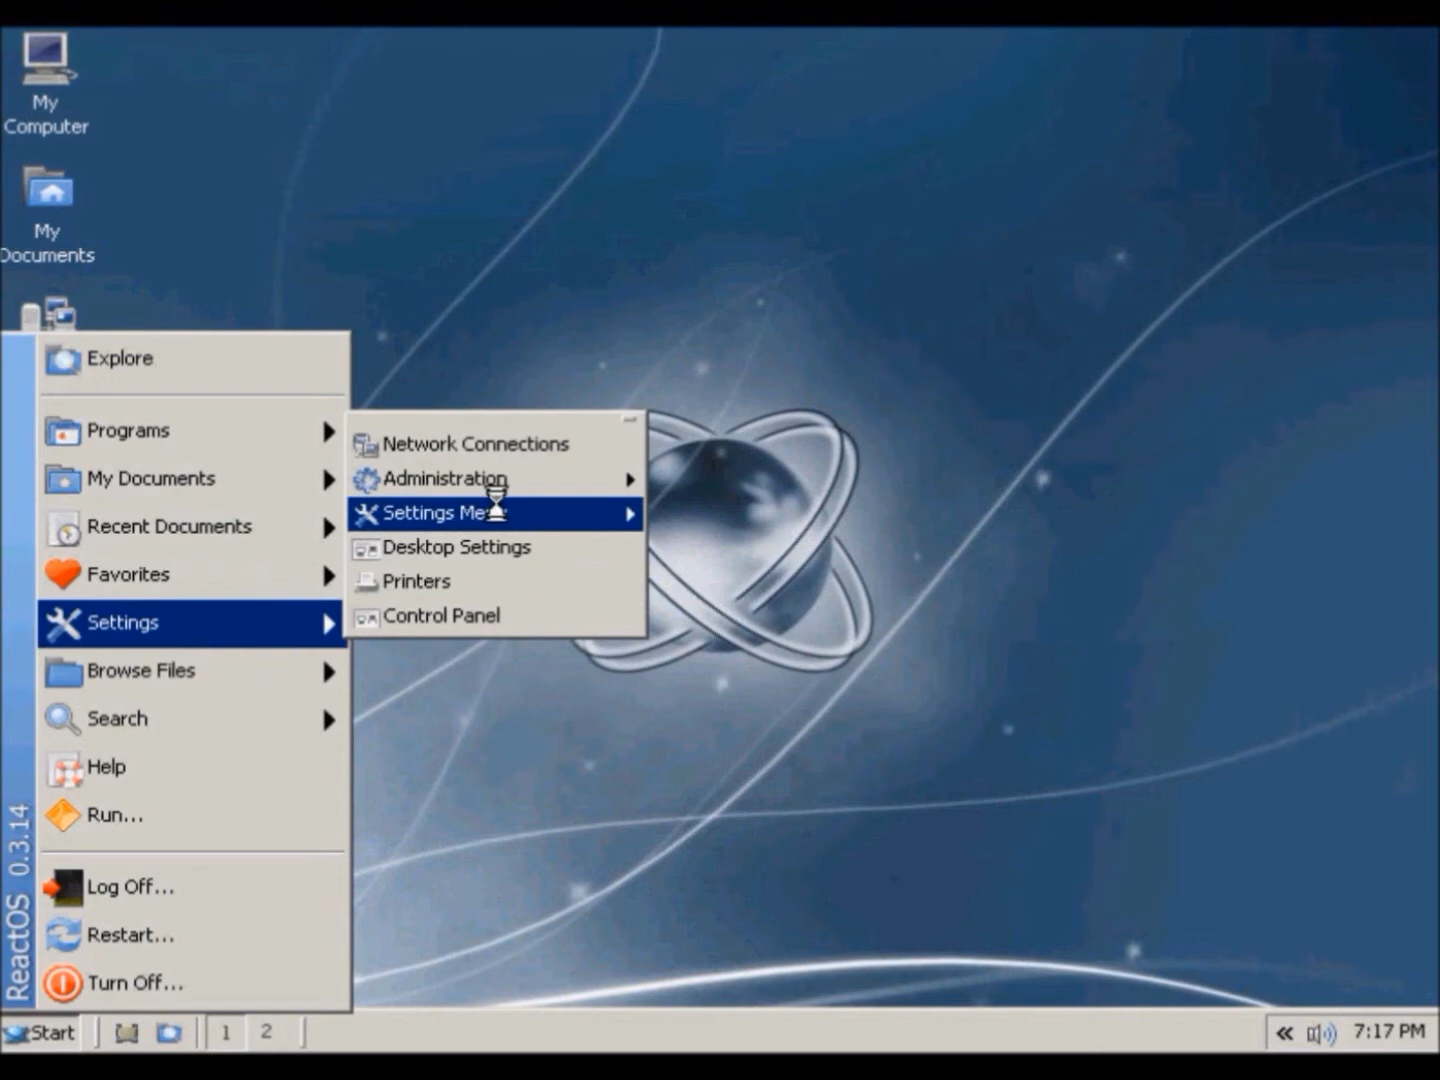 My
Computer
My
Documents
Explore
Programs
My Documents
Recent Documents
Favorites
Settings
Browse Files
Search
Help
Run...
Log Off...
Restart...
Turn Off...
ReactOS 0.3.14
Network Connections
Administration
Settings Me
Desktop Settings
Printers
Control Panel
Start
1
2
7:17 PM